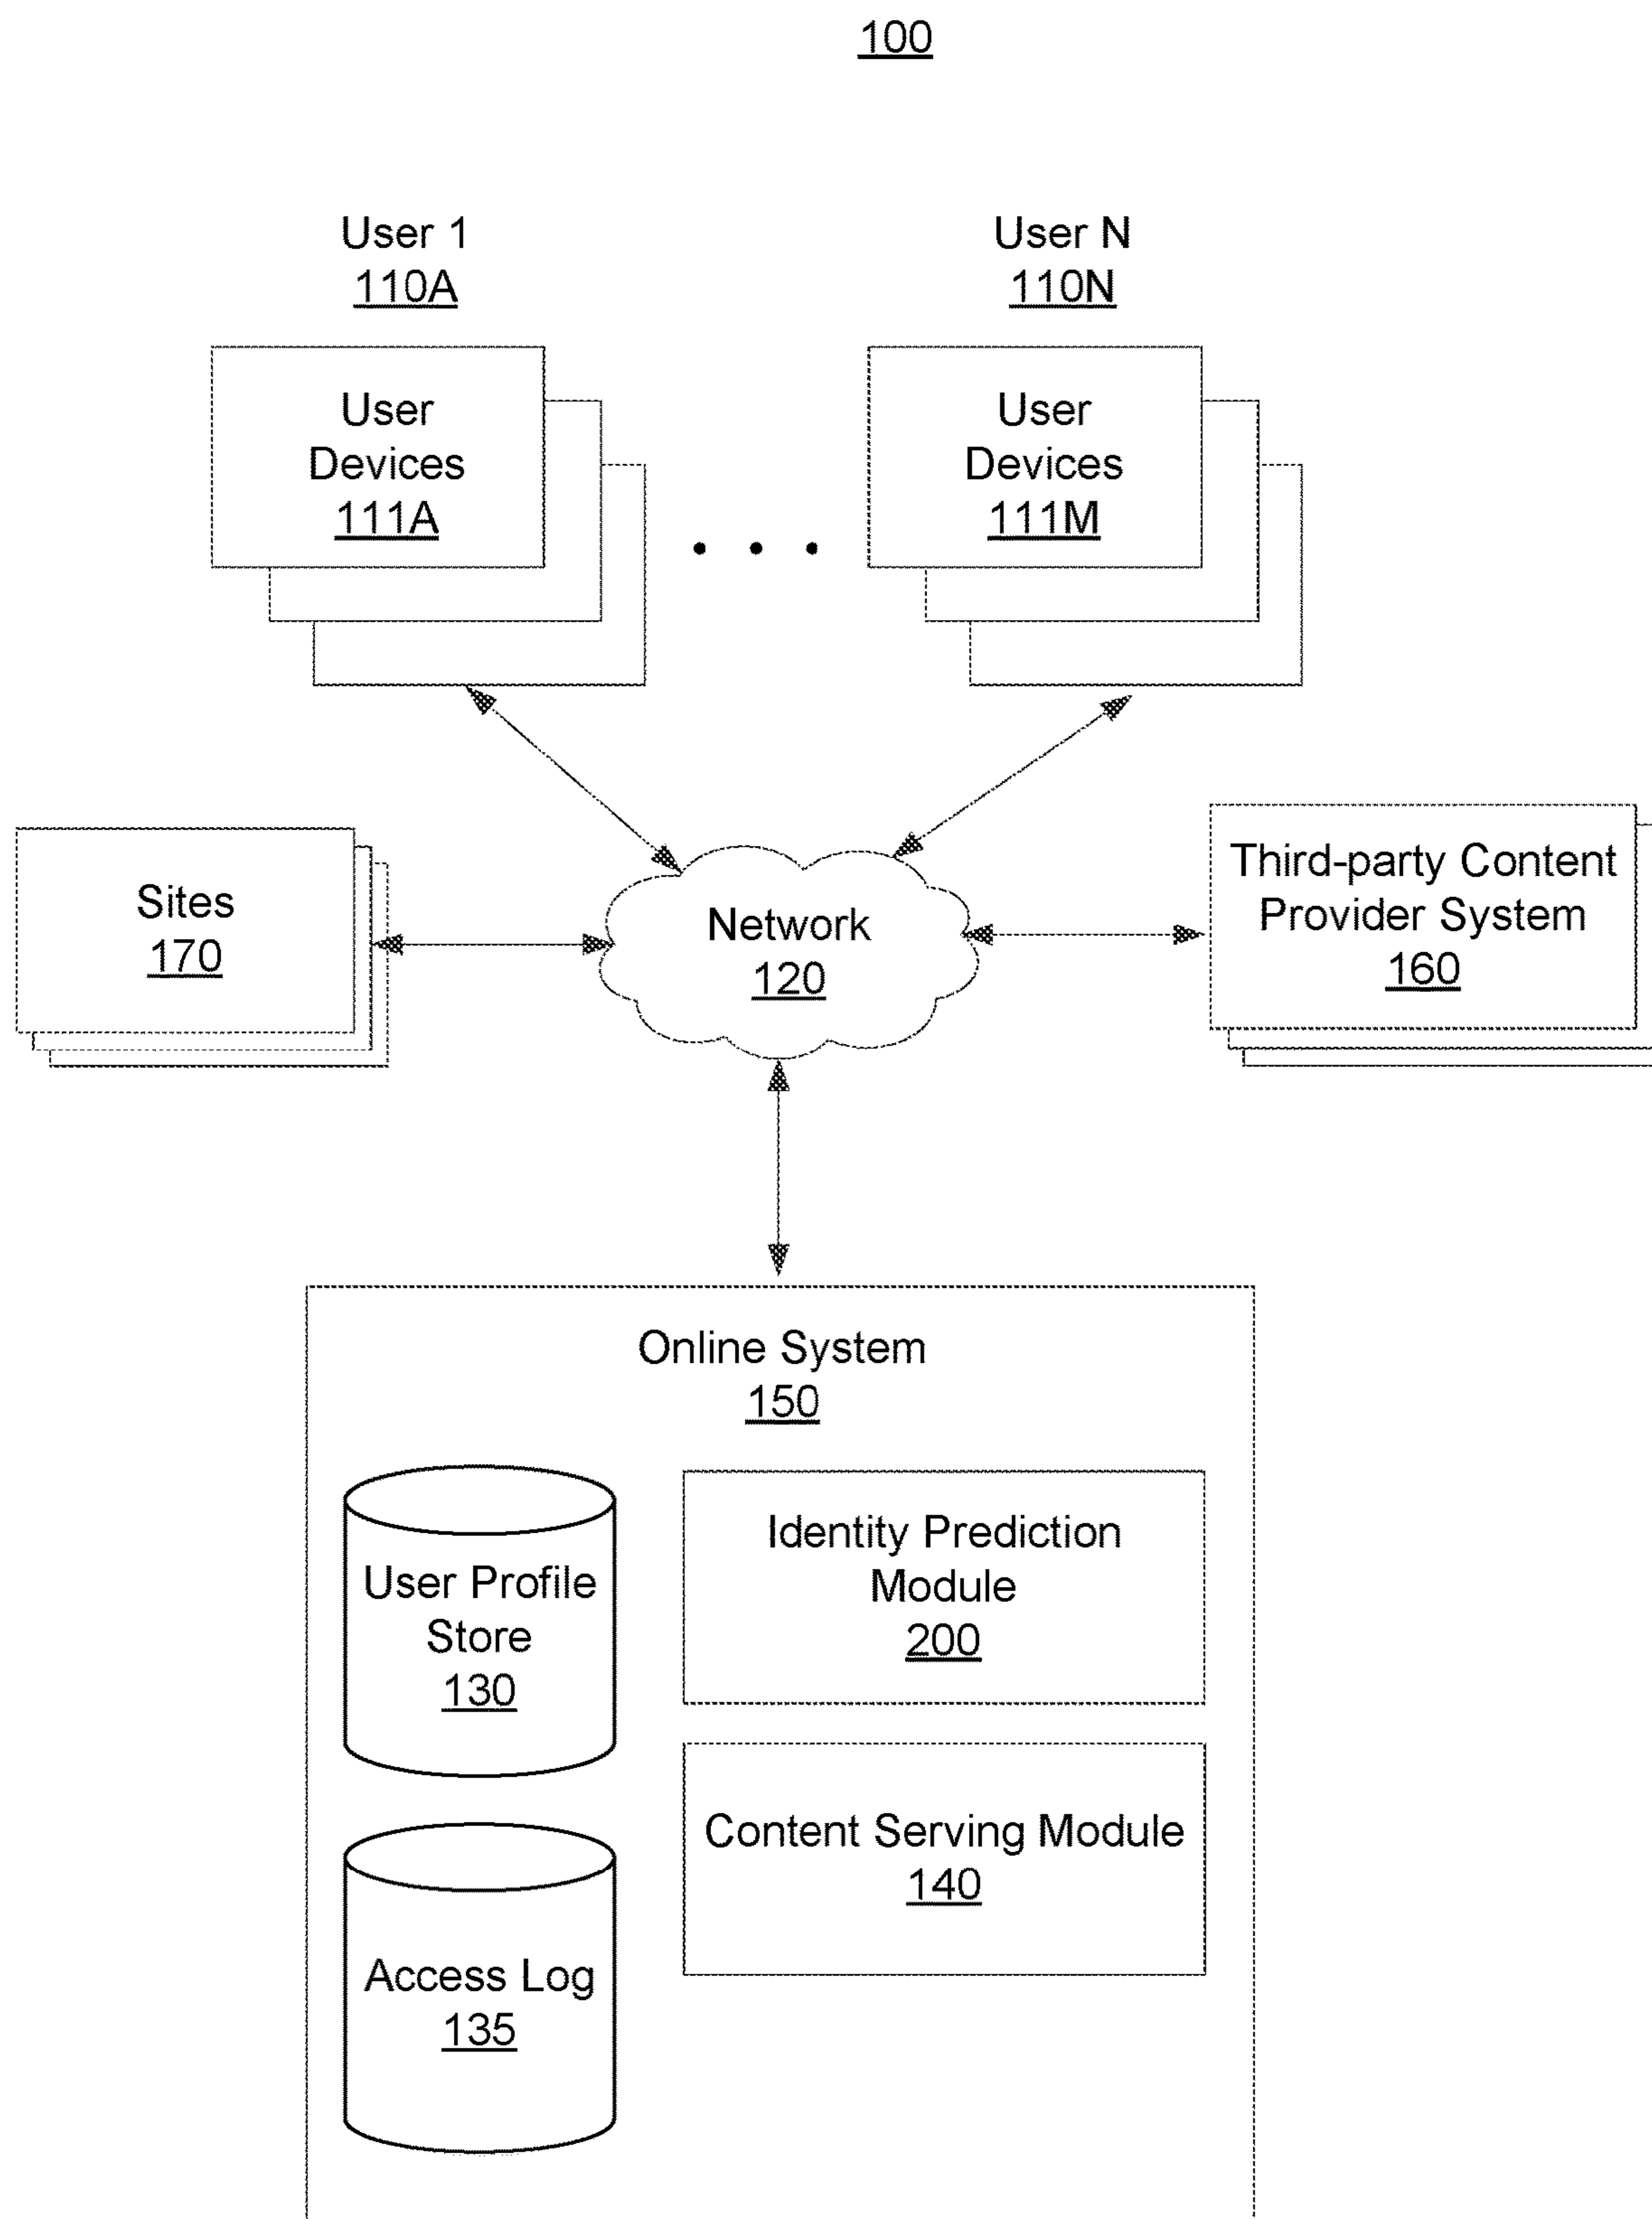 100
User 1
110A
User N
110N
User
Devices
111A
User
Devices
111M
Sites
170
Network
120
Third-party Content
Provider System
160
Online System
150
User Profile
Store
130
Identity Prediction
Module
200
Content Serving Module
140
Access Log
135